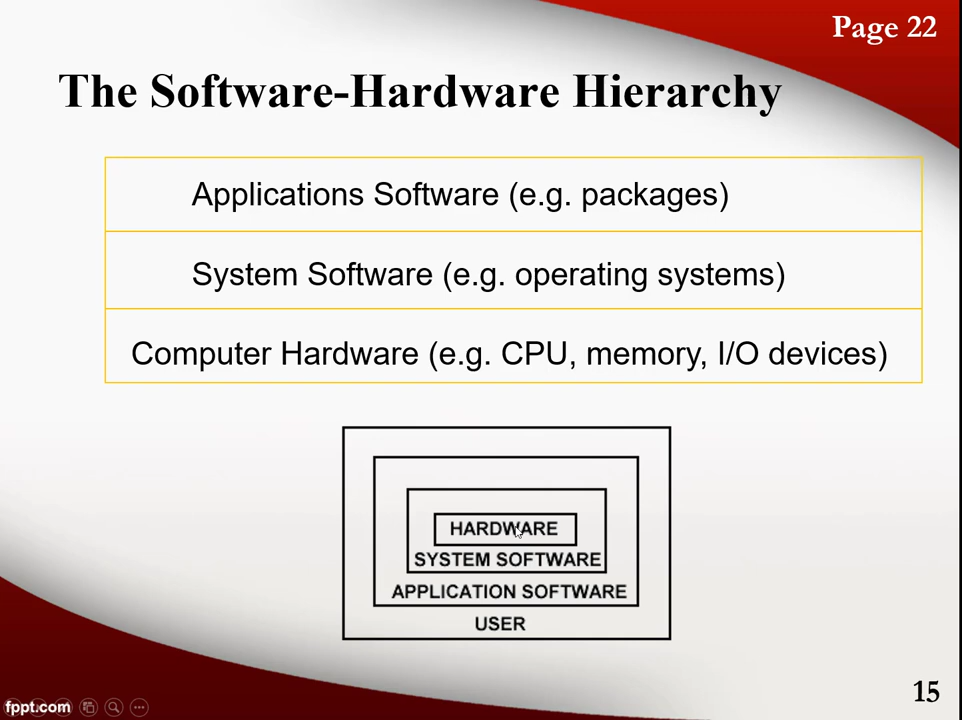 Page 22
The Software-Hardware Hierarchy
Applications Software (e.g. packages)
System Software (e.g. operating systems)
Computer Hardware (e.g. CPU, memory, I/O devices)
HARDWARE
SYSTEM SOFTWARE
APPLICATION SOFTWARE
USER
15
fppt.com